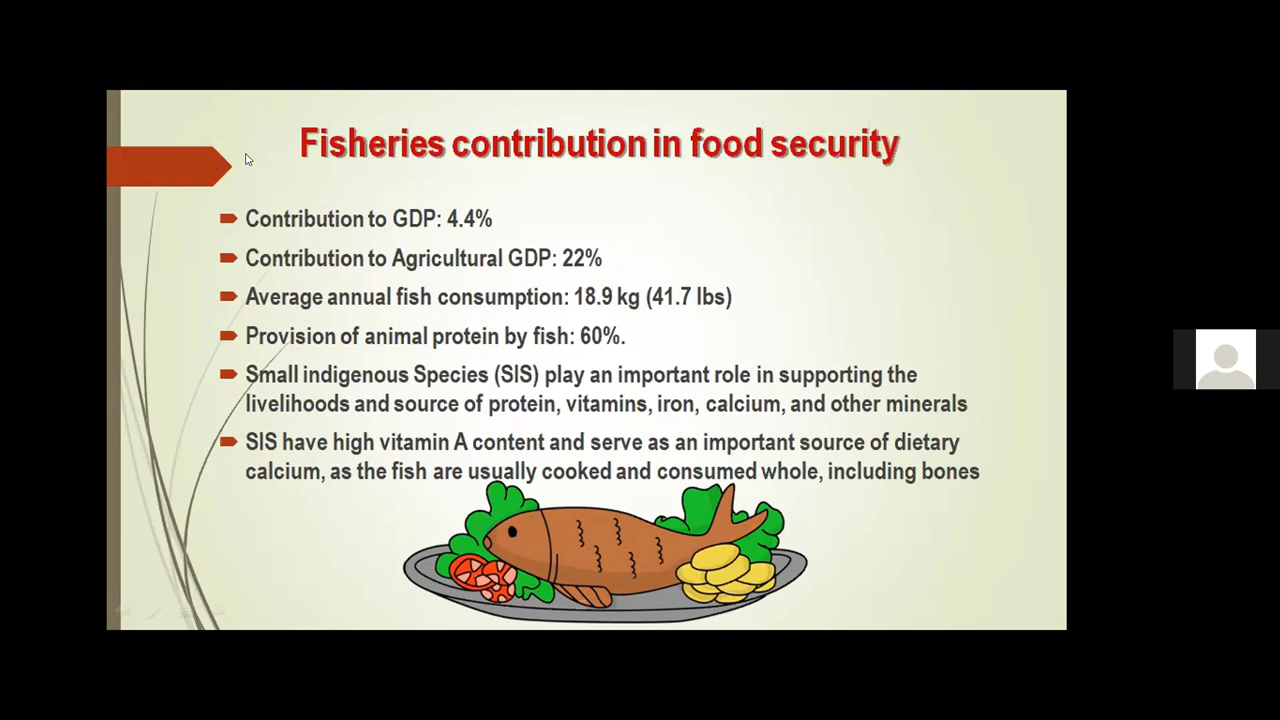 Fisheries contribution in food security
Contribution to GDP: 4.4%
Contribution to Agricultural GDP: 22%
Average annual fish consumption: 18.9 kg (41.7 lbs)
Provision of animal protein by fish: 60%.
Small indigenous Species (SIS) play an important role in supporting the
livelihoods and source of protein, vitamins, iron, calcium, and other minerals
SIS have high vitamin A content and serve as an important source of dietary
calcium, as the fish are usually cooked and consumed whole, including bones